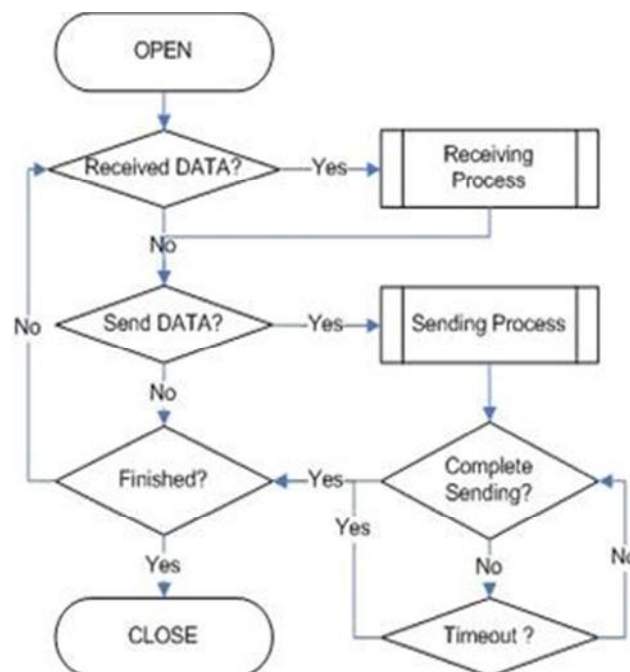 OPEN
Received DATA?
Yes
Receiving
Process
No
Send DATA?
Yes
Sending Process
No
No
Finished?
Yes
Complete
Sending?
Yes
Yes
No
No
CLOSE
Timeout ?